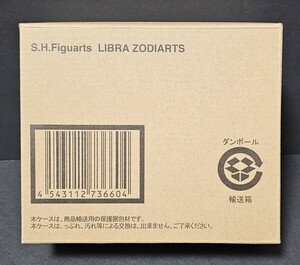 S.H.Figuarts LIBRA ZODIARTS
ダンボール
4 543112 736604
輸送箱
本ケースは、商品輸送用の保護梱包材です。
本ケースは、つぶれ、汚れ等による交換は、出来ません。ご了承ください。